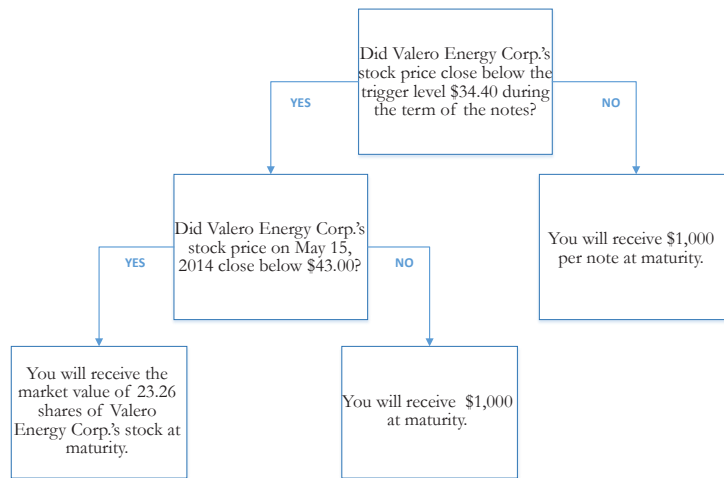 Did Valero Energy Corp.'s
stock price close below the
trigger level $34.40 during
the term of the notes?
YES
NO
Did Valero Energy Corp.'s
stock price on May 15,
2014 close below $43.00?
You will receive $1,000
per note at maturity.
YES
NO
You will receive the
market value of 23.26
shares of Valero
Energy Corp.'s stock at
maturity.
You will receive $1,000
at maturity.